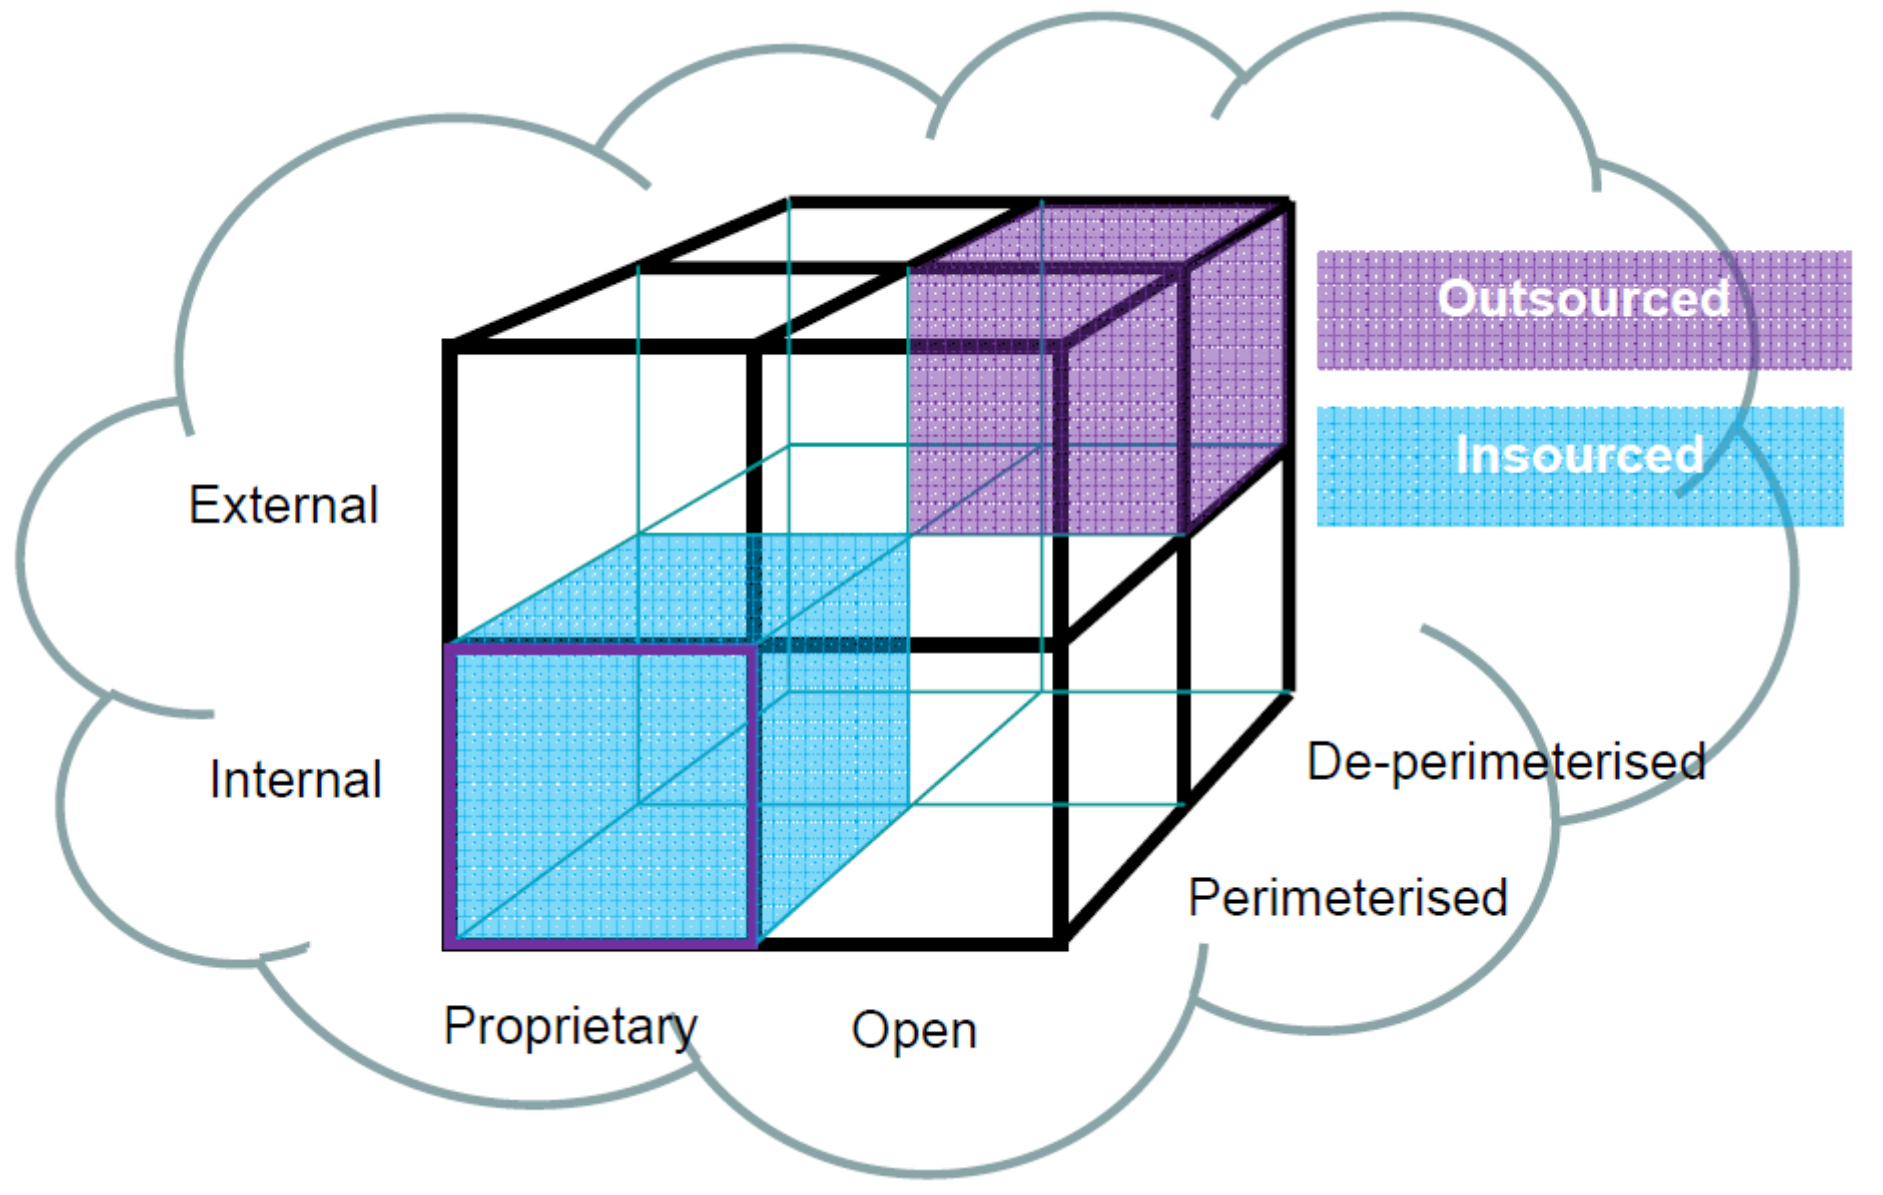 Outsourced
Insourced
External
Internal
De-perimeterised
Perimeterised
Proprietary
Open